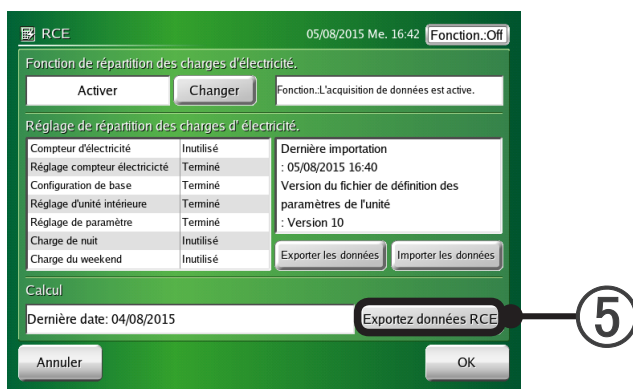 RCE
05/08/2015 Me. 16:42 Fonction.:Off
Fonction de répartition des charges d'électricité.
Activer Changer Fonction.:L'acquisition de données est active.
Réglage de répartition des charges d' électricité.
Compteur d'électricité Inutilisé
Réglage compteur électricicté Terminé
Configuration de base Terminé
Réglage d'unité intérieure Terminé
Réglage de paramètre Terminé
Charge de nuit Inutilisé
Charge du weekend Inutilisé
Dernière importation
: 05/08/2015 16:40
Version du fichier de définition des
paramètres de l'unité
: Version 10
Exporter les données Importer les données
Calcul
Dernière date: 04/08/2015 Exportez données RCE
5
Annuler OK